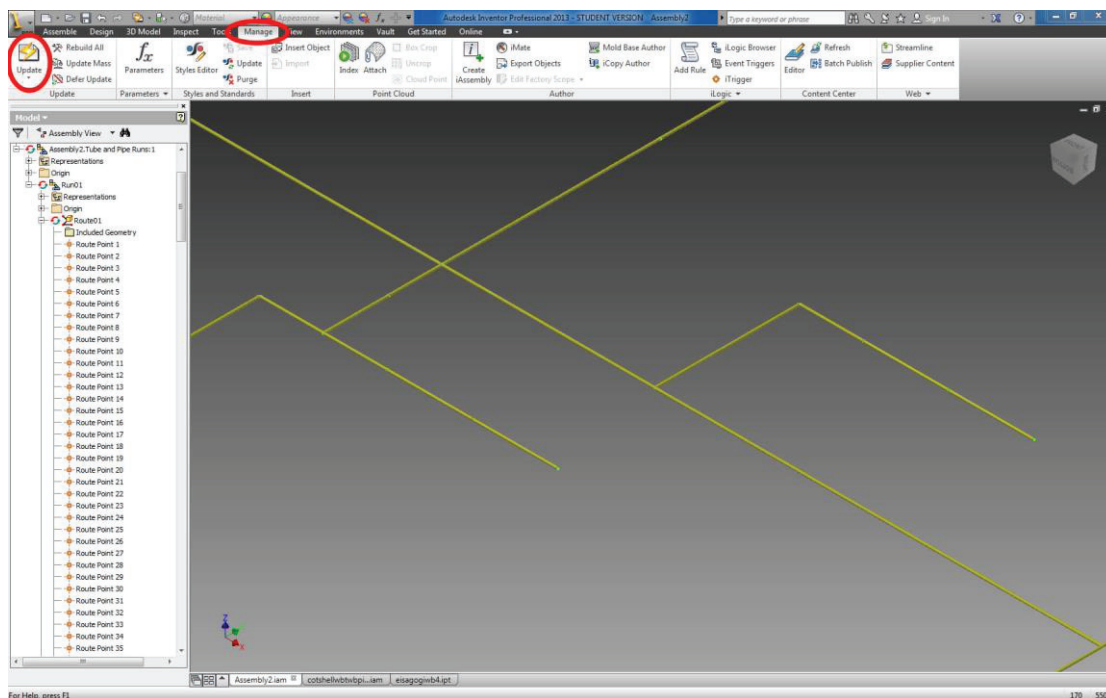 Material Appearance Autodesk Inventor Professional 2013 - STUDENT VERSION Assembly2 Type a keyword or phrase Sign In
Assemble Design 3D Model Inspect Manage View Environments Vault Get Started Online
Update
Rebuild All
Update Mass
Defer Update
Update
Parameters
Parameters
Styles Editor
Save
Update
Purge
Styles and Standards
Insert Object
Import
Insert
Index Attach
Box Crop
Uncrop
Cloud Point
Point Cloud
Create iAssembly
iMate
Export Objects
Edit Factory Scope
Mold Base Author
iCopy Author
Author
Add Rule
iLogic Browser
Event Triggers
iTrigger
iLogic
Editor
Refresh
Batch Publish
Content Center
Streamline
Supplier Content
Web
Model
Assembly View
Assembly2.Tube and Pipe Runs:1
Representations
Origin
Run01
Representations
Origin
Route01
Included Geometry
Route Point 1
Route Point 2
Route Point 3
Route Point 4
Route Point 5
Route Point 6
Route Point 7
Route Point 8
Route Point 9
Route Point 10
Route Point 11
Route Point 12
Route Point 13
Route Point 14
Route Point 15
Route Point 16
Route Point 17
Route Point 18
Route Point 19
Route Point 20
Route Point 21
Route Point 22
Route Point 23
Route Point 24
Route Point 25
Route Point 26
Route Point 27
Route Point 28
Route Point 29
Route Point 30
Route Point 31
Route Point 32
Route Point 33
Route Point 34
Route Point 35
Z
X
Assembly2.iam cotshellwbtwbpi...iam eisagogiwb4.ipt
For Help, press F1 170 550